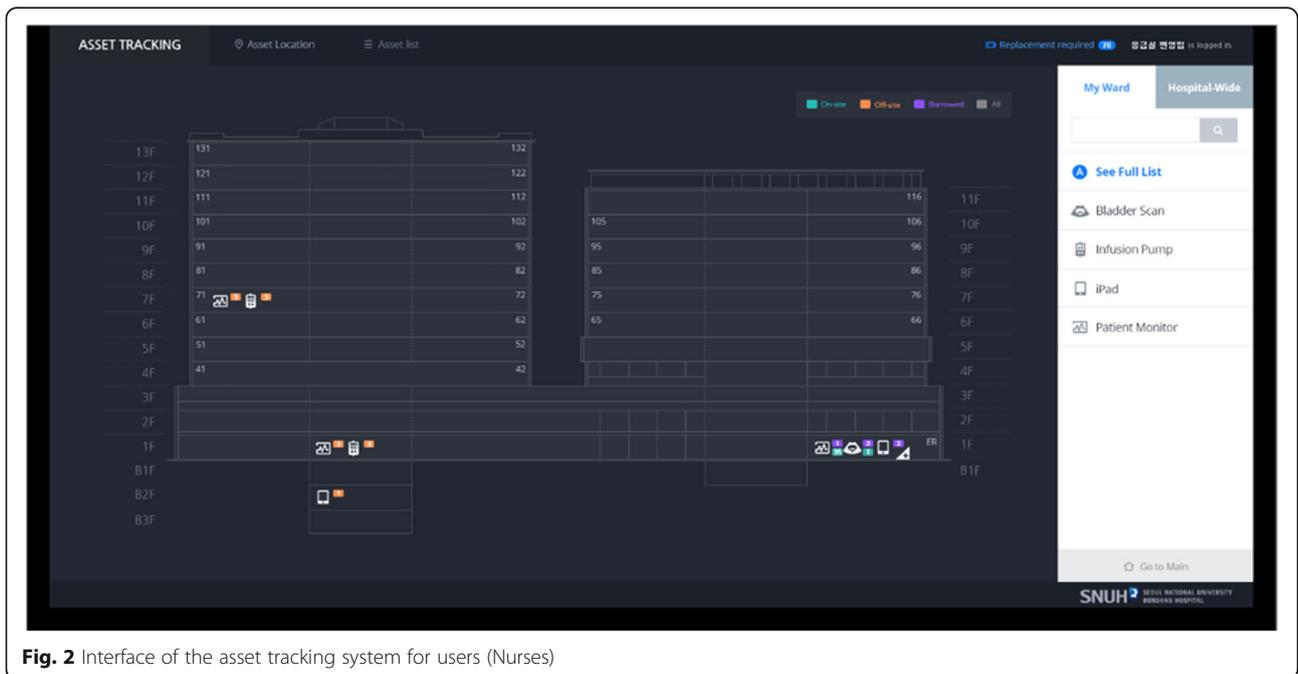 ASSET TRACKING
Asset Location
Asset list
Replacement required 70
응급실 is logged in.
My Ward
Hospital-Wide
On-site Off-site Borrowed All
A See Full List
Bladder Scan
Infusion Pump
iPad
Patient Monitor
Go to Main
SNUH SEOUL NATIONAL UNIVERSITY
BUNDANG HOSPITAL
13F 131 132
12F 121 122
11F 111 112 116 11F
10F 101 102 105 106 10F
9F 91 92 95 96 9F
8F 81 82 85 86 8F
7F 71 72 75 76 7F
6F 61 62 65 66 6F
5F 51 52 5F
4F 41 42 4F
3F 3F
2F 2F
1F ER 1F
B1F B1F
B2F 1
B3F
Fig. 2 Interface of the asset tracking system for users (Nurses)